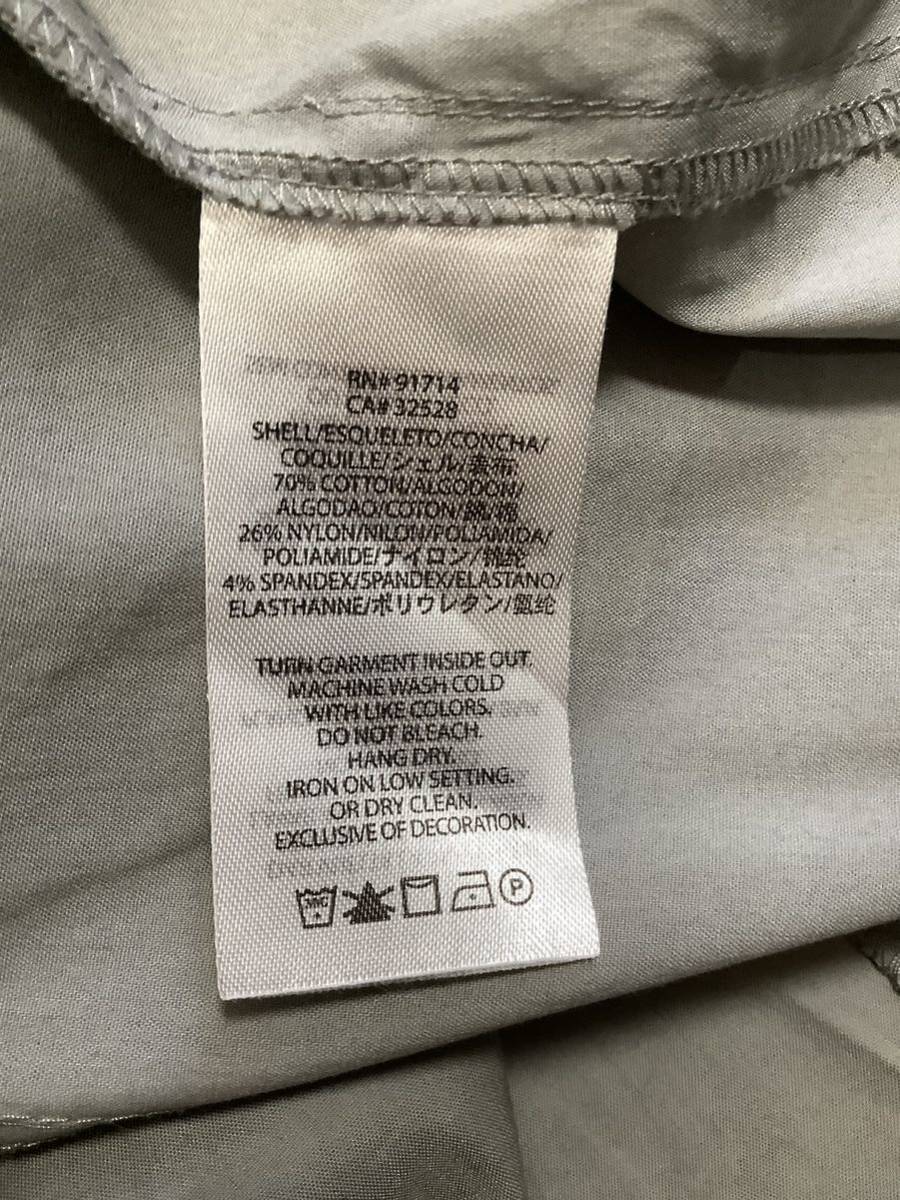 RN# 91714
CA# 32528
SHELL/ESQUELETO/CONCHA/
COQUILLE/シェル/表布
70% COTTON/ALGODON/
ALGODAO/COTON/綿/棉
26% NYLON/NILON/POLIAMIDA/
POLIAMIDE/ナイロン/锦纶
4% SPANDEX/SPANDEX/ELASTANO/
ELASTHANNE/ポリウレタン/氨纶
TURN GARMENT INSIDE OUT.
MACHINE WASH COLD
WITH LIKE COLORS.
DO NOT BLEACH.
HANG DRY.
IRON ON LOW SETTING.
OR DRY CLEAN.
EXCLUSIVE OF DECORATION.
30C
P